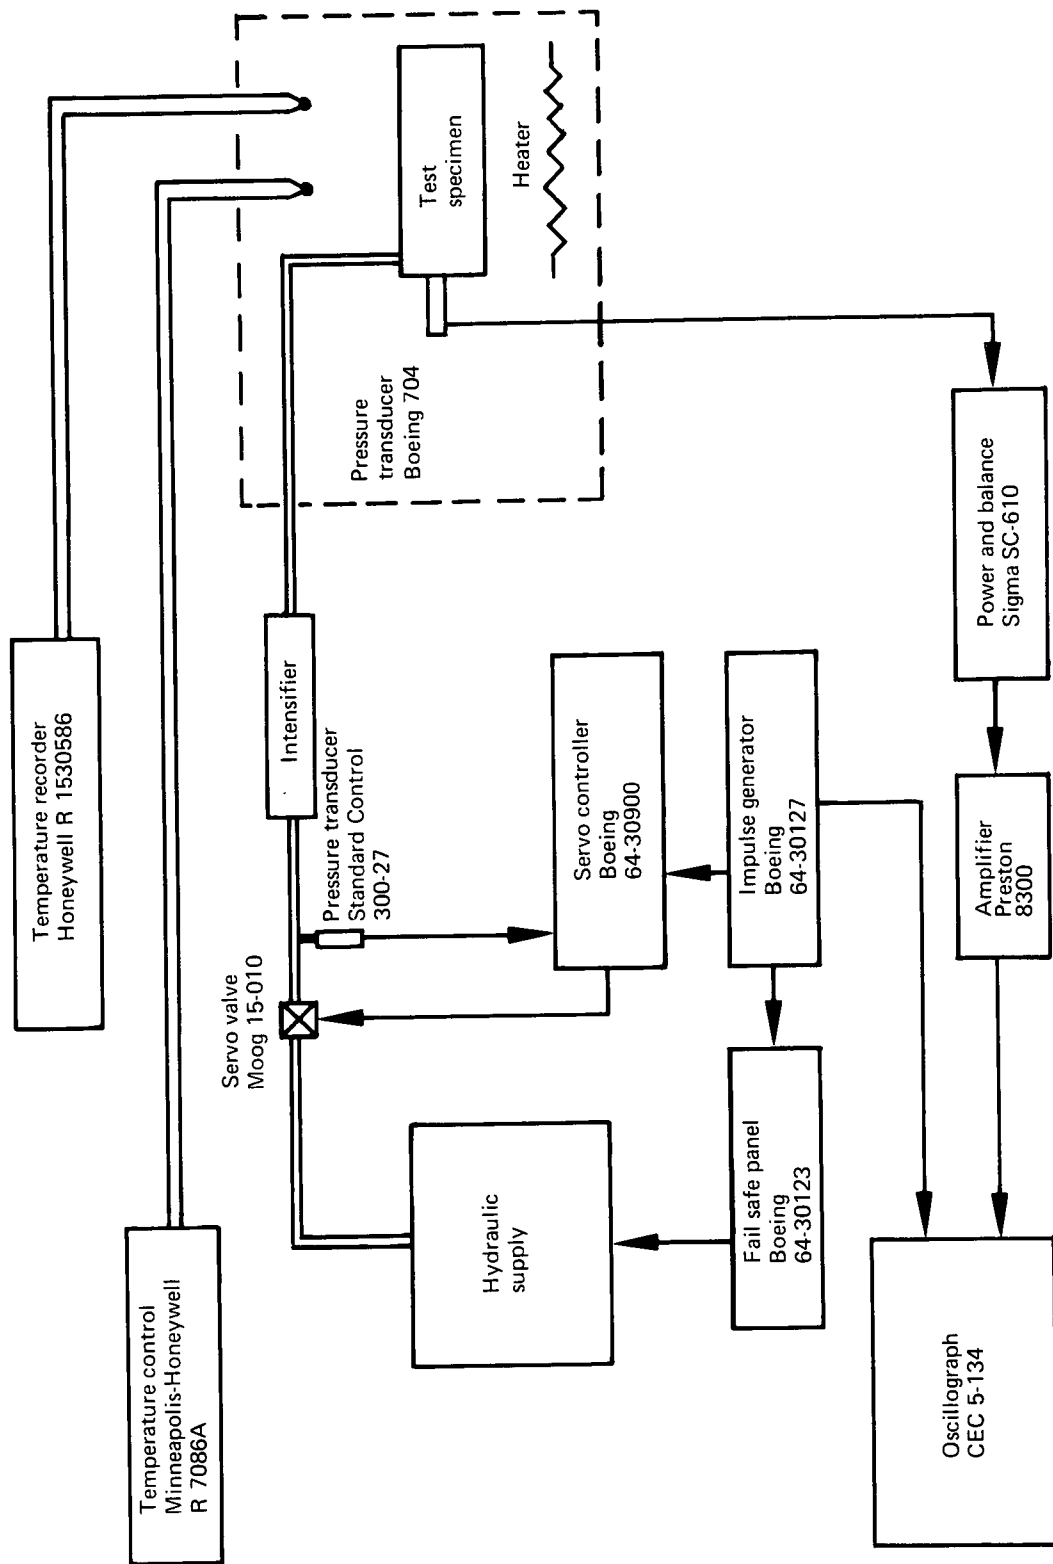 Temperature control
Minneapolis-Honeywell
R 7086A
Temperature recorder
Honeywell R 1530586
Servo valve
Moog 15-010
Intensifier
Pressure transducer
Standard Control
300-27
Pressure
transducer
Boeing 704
Test
specimen
Heater
Hydraulic
supply
Servo controller
Boeing
64-30900
Fail safe panel
Boeing
64-30123
Impulse generator
Boeing
64-30127
Oscillograph
CEC 5-134
Amplifier
Preston
8300
Power and balance
Sigma SC-610